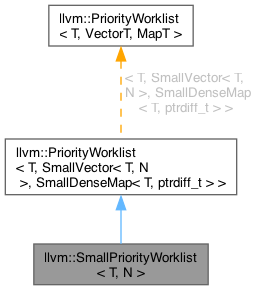 llvm::PriorityWorklist
< T, VectorT, MapT >
< T, SmallVector< T,
N >, SmallDenseMap
< T, ptrdiff_t > >
llvm::PriorityWorklist
< T, SmallVector< T, N
>, SmallDenseMap< T, ptrdiff_t > >
llvm::SmallPriorityWorklist
< T, N >